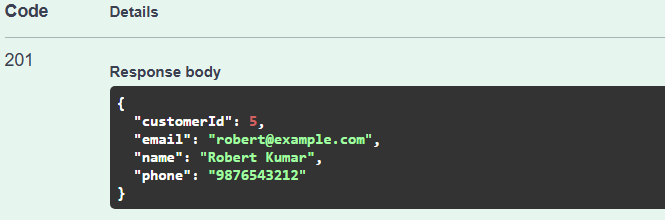 Code Details
201
Response body
{
"customerId": 5,
"email": "robert@example.com",
"name": "Robert Kumar",
"phone": "9876543212"
}